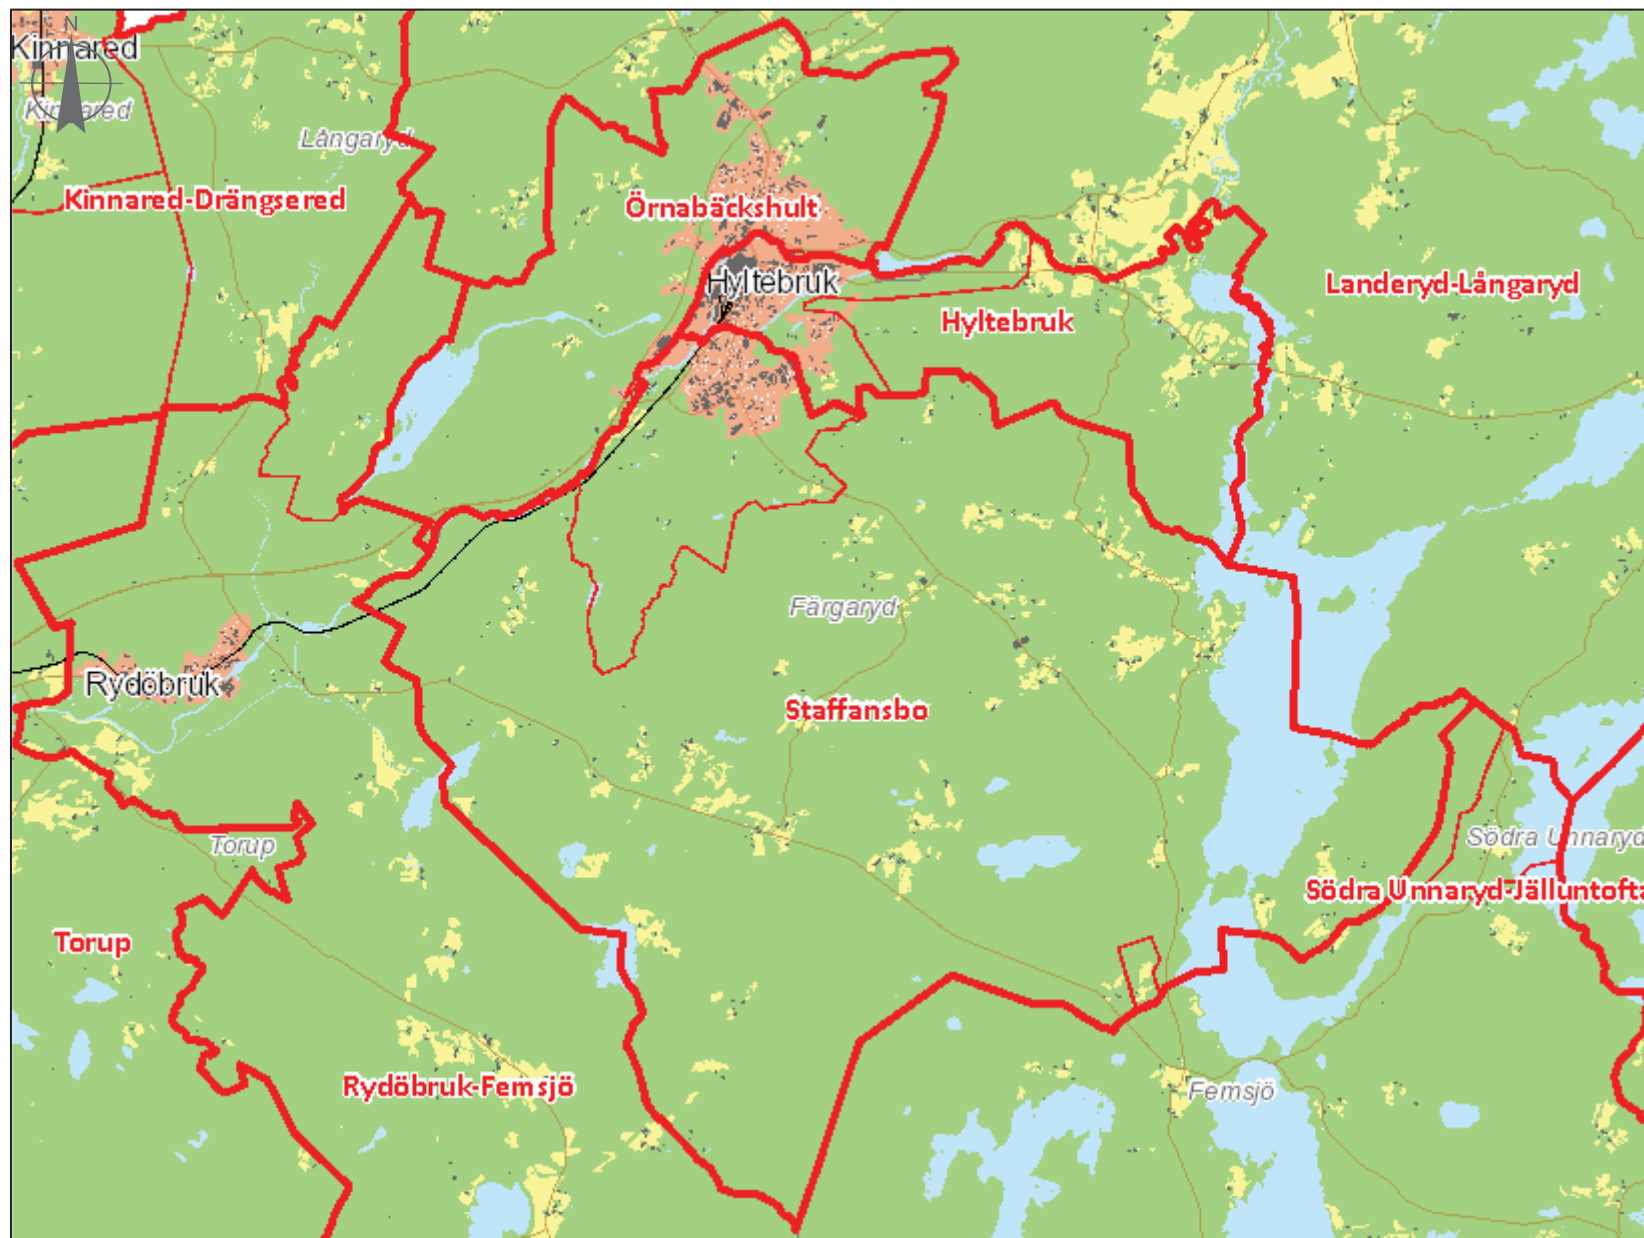 N
Kinnared
Kinnared
Långaryd
Kinnared-Drängsered
Örnabäckshult
Hyltebruk
Landeryd-Långaryd
Hyltebruk
Färgaryd
Rydöbruk
Staffansbo
Torup
Södra Unnaryd
Södra Unnaryd-Jälluntofta
Torup
Rydöbruk-Femsjö
Femsjö